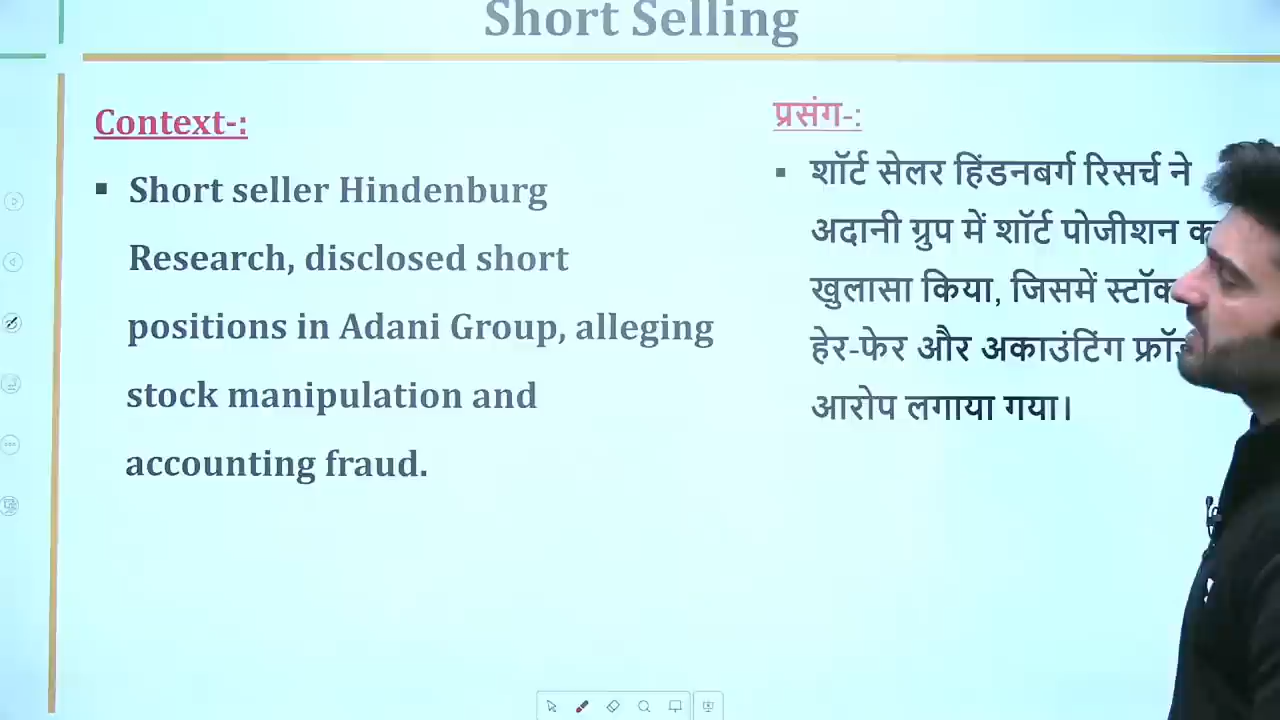 Short Selling
Context-:
▪ Short seller Hindenburg
Research, disclosed short
positions in Adani Group, alleging
stock manipulation and
accounting fraud.
प्रसंग-:
▪ शॉर्ट सेलर हिंडनबर्ग रिसर्च ने
अदानी ग्रुप में शॉर्ट पोजीशन
खुलासा किया, जिसमें स्टॉक
हेर-फेर और अकाउंटिंग
आरोप लगाया गया।